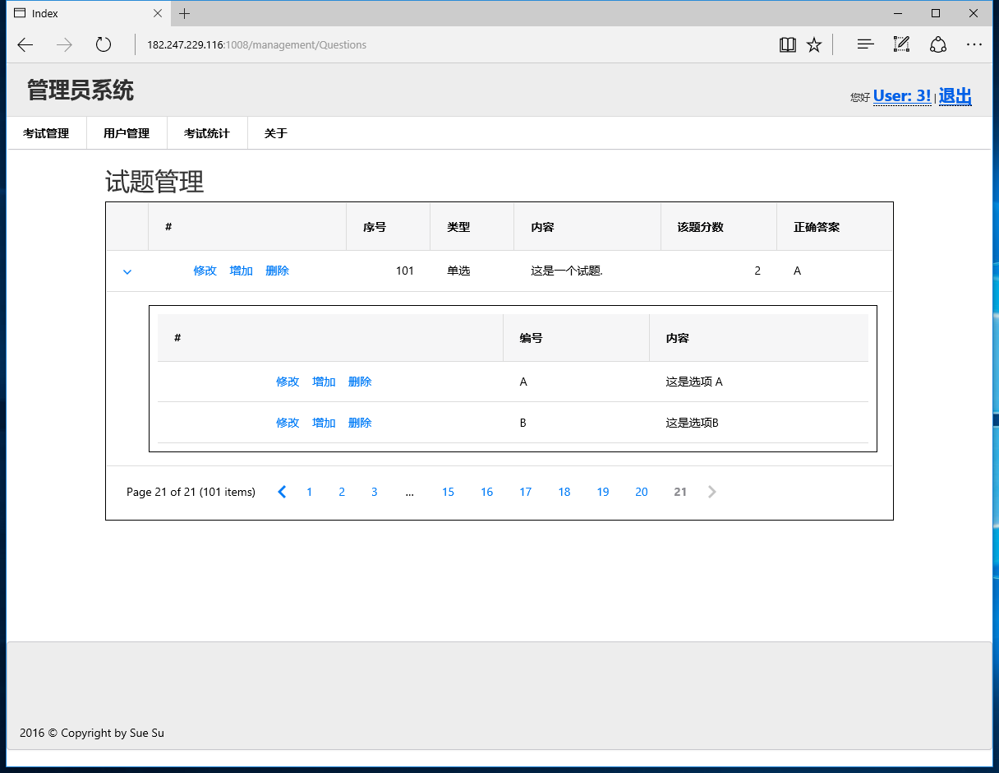 Index
182.247.229.116:1008/management/Questions
管理员系统
您好 User: 3! | 退出
考试管理 用户管理 考试统计 关于
试题管理
# 序号 类型 内容 该题分数 正确答案
修改 增加 删除 101 单选 这是一个试题. 2 A
# 编号 内容
修改 增加 删除 A 这是选项 A
修改 增加 删除 B 这是选项B
Page 21 of 21 (101 items) 1 2 3 ... 15 16 17 18 19 20 21
2016 © Copyright by Sue Su